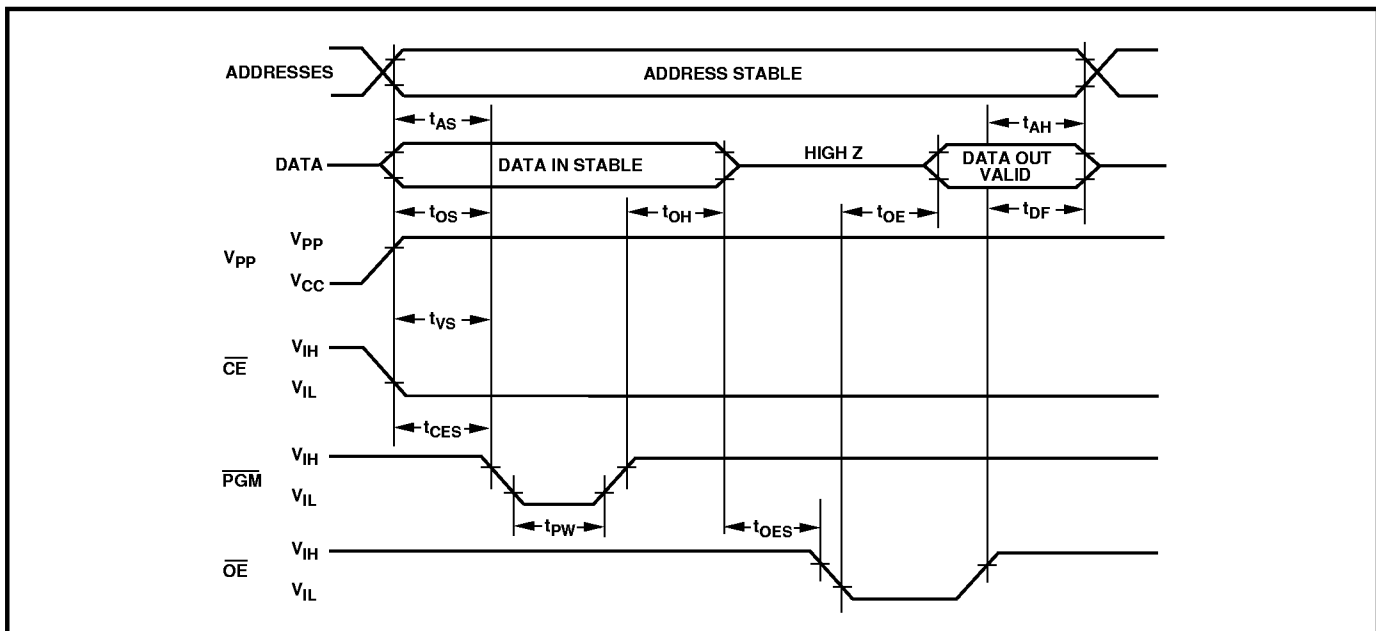 ADDRESSES
ADDRESS STABLE
tAS
tAH
DATA
DATA IN STABLE
HIGH Z
DATA OUT
VALID
tOS
tOH
tOE
tDF
VPP
VPP
VCC
tVS
CE
VIH
VIL
tCES
PGM
VIH
VIL
tPW
tOES
OE
VIH
VIL